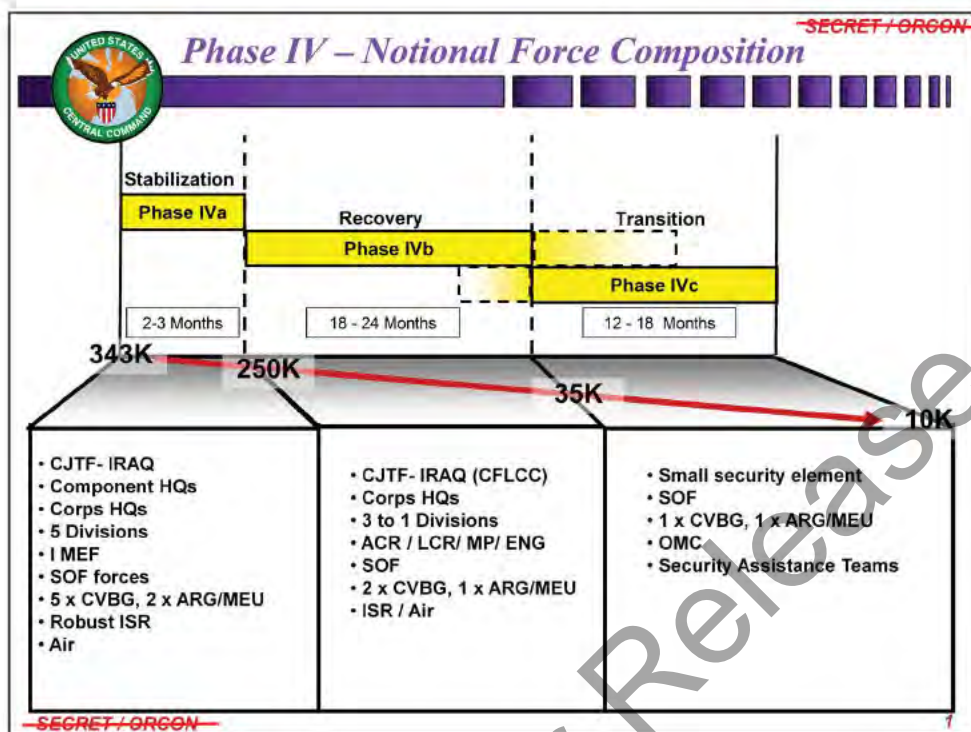 SECRET / ORCON
Phase IV – Notional Force Composition
UNITED STATES
CENTRAL COMMAND
Stabilization
Phase IVa
Recovery
Transition
Phase IVb
Phase IVc
2-3 Months
18 - 24 Months
12 - 18 Months
343K
250K
35K
10K
• CJTF- IRAQ
• Component HQs
• Corps HQs
• 5 Divisions
• I MEF
• SOF forces
• 5 x CVBG, 2 x ARG/MEU
• Robust ISR
• Air
• CJTF- IRAQ (CFLCC)
• Corps HQs
• 3 to 1 Divisions
• ACR / LCR/ MP/ ENG
• SOF
• 2 x CVBG, 1 x ARG/MEU
• ISR / Air
• Small security element
• SOF
• 1 x CVBG, 1 x ARG/MEU
• OMC
• Security Assistance Teams
Release
SECRET / ORCON
1